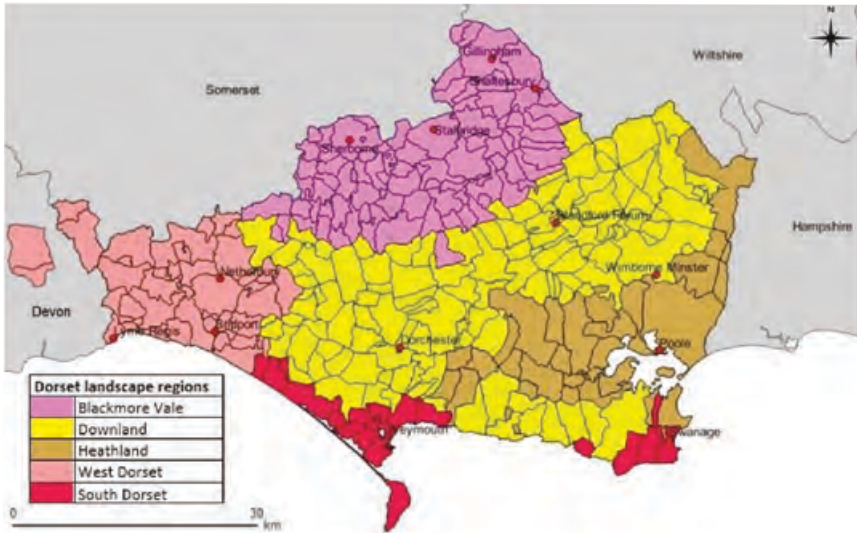 N
Gillingham
Wiltshire
Shaftesbury
Somerset
Stalbridge
Sherborne
Blandford Forum
Hampshire
Netherbury
Wimborne Minster
Devon
Lyme Regis
Bridport
Dorchester
Poole
Dorset landscape regions
Blackmore Vale
Downland
Heathland
West Dorset
South Dorset
Weymouth
Swanage
0
30
km